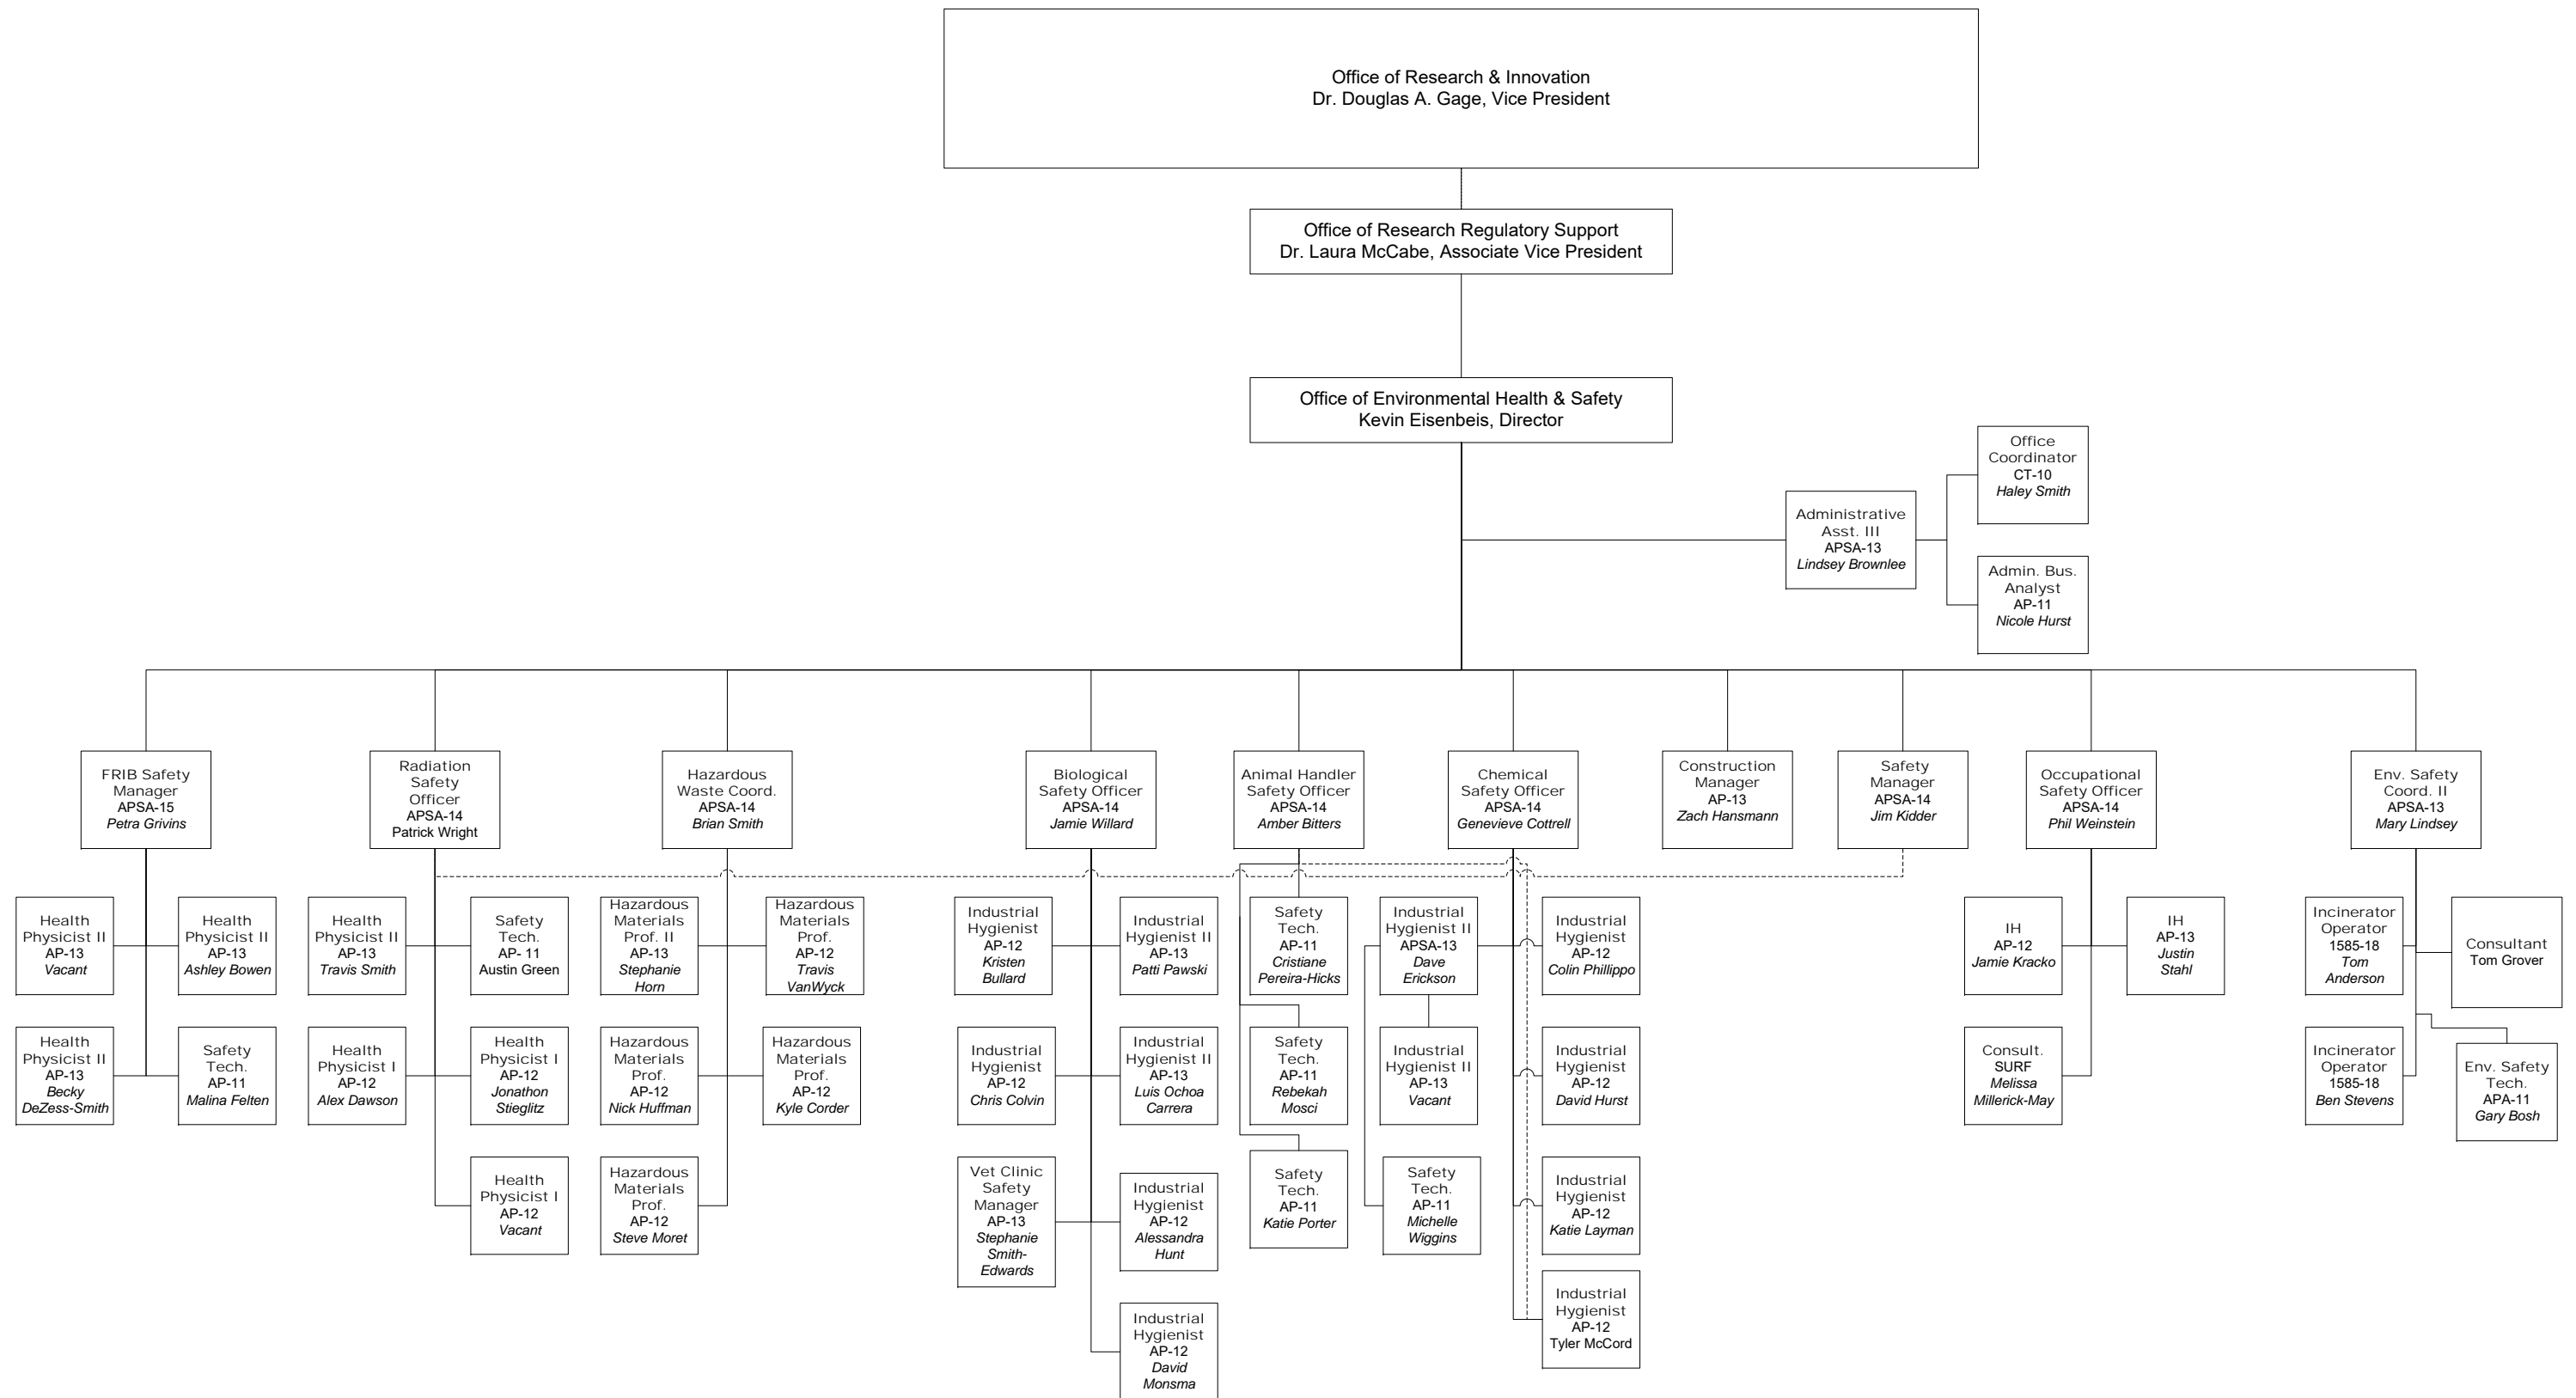 Office of Research & Innovation
Dr. Douglas A. Gage, Vice President
Office of Research Regulatory Support
Dr. Laura McCabe, Associate Vice President
Office of Environmental Health & Safety
Kevin Eisenbeis, Director
Office
Coordinator
CT-10
Haley Smith
Administrative
Asst. III
APSA-13
Lindsey Brownlee
Admin. Bus.
Analyst
AP-11
Nicole Hurst
FRIB Safety
Manager
APSA-15
Petra Grivins
Radiation
Safety
Officer
APSA-14
Patrick Wright
Hazardous
Waste Coord.
APSA-14
Brian Smith
Biological
Safety Officer
APSA-14
Jamie Willard
Animal Handler
Safety Officer
APSA-14
Amber Bitters
Chemical
Safety Officer
APSA-14
Genevieve Cottrell
Construction
Manager
AP-13
Zach Hansmann
Safety
Manager
APSA-14
Jim Kidder
Occupational
Safety Officer
APSA-14
Phil Weinstein
Env. Safety
Coord. II
APSA-13
Mary Lindsey
Health
Physicist II
AP-13
Vacant
Health
Physicist II
AP-13
Ashley Bowen
Health
Physicist II
AP-13
Travis Smith
Safety
Tech.
AP- 11
Austin Green
Hazardous
Materials
Prof. II
AP-13
Stephanie
Horn
Hazardous
Materials
Prof.
AP-12
Travis
VanWyck
Industrial
Hygienist
AP-12
Kristen
Bullard
Industrial
Hygienist II
AP-13
Patti Pawski
Safety
Tech.
AP-11
Cristiane
Pereira-Hicks
Industrial
Hygienist II
APSA-13
Dave
Erickson
Industrial
Hygienist
AP-12
Colin Phillippo
IH
AP-12
Jamie Kracko
IH
AP-13
Justin
Stahl
Incinerator
Operator
1585-18
Tom
Anderson
Consultant
Tom Grover
Health
Physicist II
AP-13
Becky
DeZess-Smith
Safety
Tech.
AP-11
Malina Felten
Health
Physicist I
AP-12
Alex Dawson
Health
Physicist I
AP-12
Jonathon
Stieglitz
Hazardous
Materials
Prof.
AP-12
Nick Huffman
Hazardous
Materials
Prof.
AP-12
Kyle Corder
Industrial
Hygienist
AP-12
Chris Colvin
Industrial
Hygienist II
AP-13
Luis Ochoa
Carrera
Safety
Tech.
AP-11
Rebekah
Mosci
Industrial
Hygienist II
AP-13
Vacant
Industrial
Hygienist
AP-12
David Hurst
Consult.
SURF
Melissa
Millerick-May
Incinerator
Operator
1585-18
Ben Stevens
Env. Safety
Tech.
APA-11
Gary Bosh
Health
Physicist I
AP-12
Vacant
Hazardous
Materials
Prof.
AP-12
Steve Moret
Vet Clinic
Safety
Manager
AP-13
Stephanie
Smith-
Edwards
Industrial
Hygienist
AP-12
Alessandra
Hunt
Safety
Tech.
AP-11
Katie Porter
Safety
Tech.
AP-11
Michelle
Wiggins
Industrial
Hygienist
AP-12
Katie Layman
Industrial
Hygienist
AP-12
David
Monsma
Industrial
Hygienist
AP-12
Tyler McCord